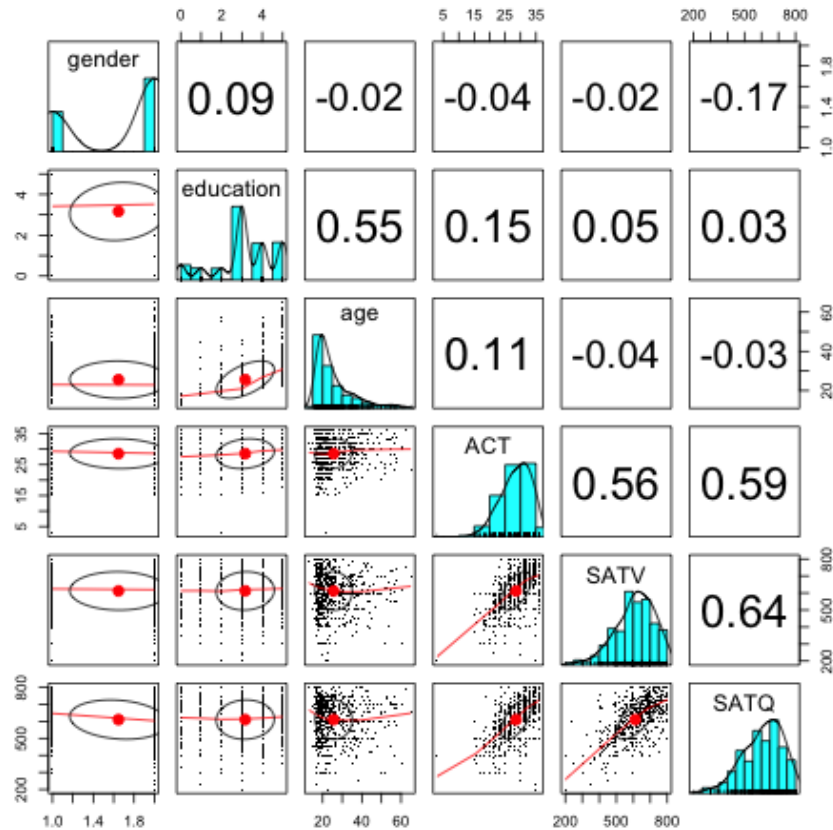 0 2 4 5 15 25 35 200 500 800
gender
0.09 -0.02 -0.04 -0.02 -0.17
1.0 1.4 1.8
0 2 4
education
0.55 0.15 0.05 0.03
age
0.11 -0.04 -0.03
20 40 60
5 15 25 35
ACT
0.56 0.59
SATV
0.64
200 500 800
200 500 800
SATQ
1.0 1.4 1.8 20 40 60 200 500 800